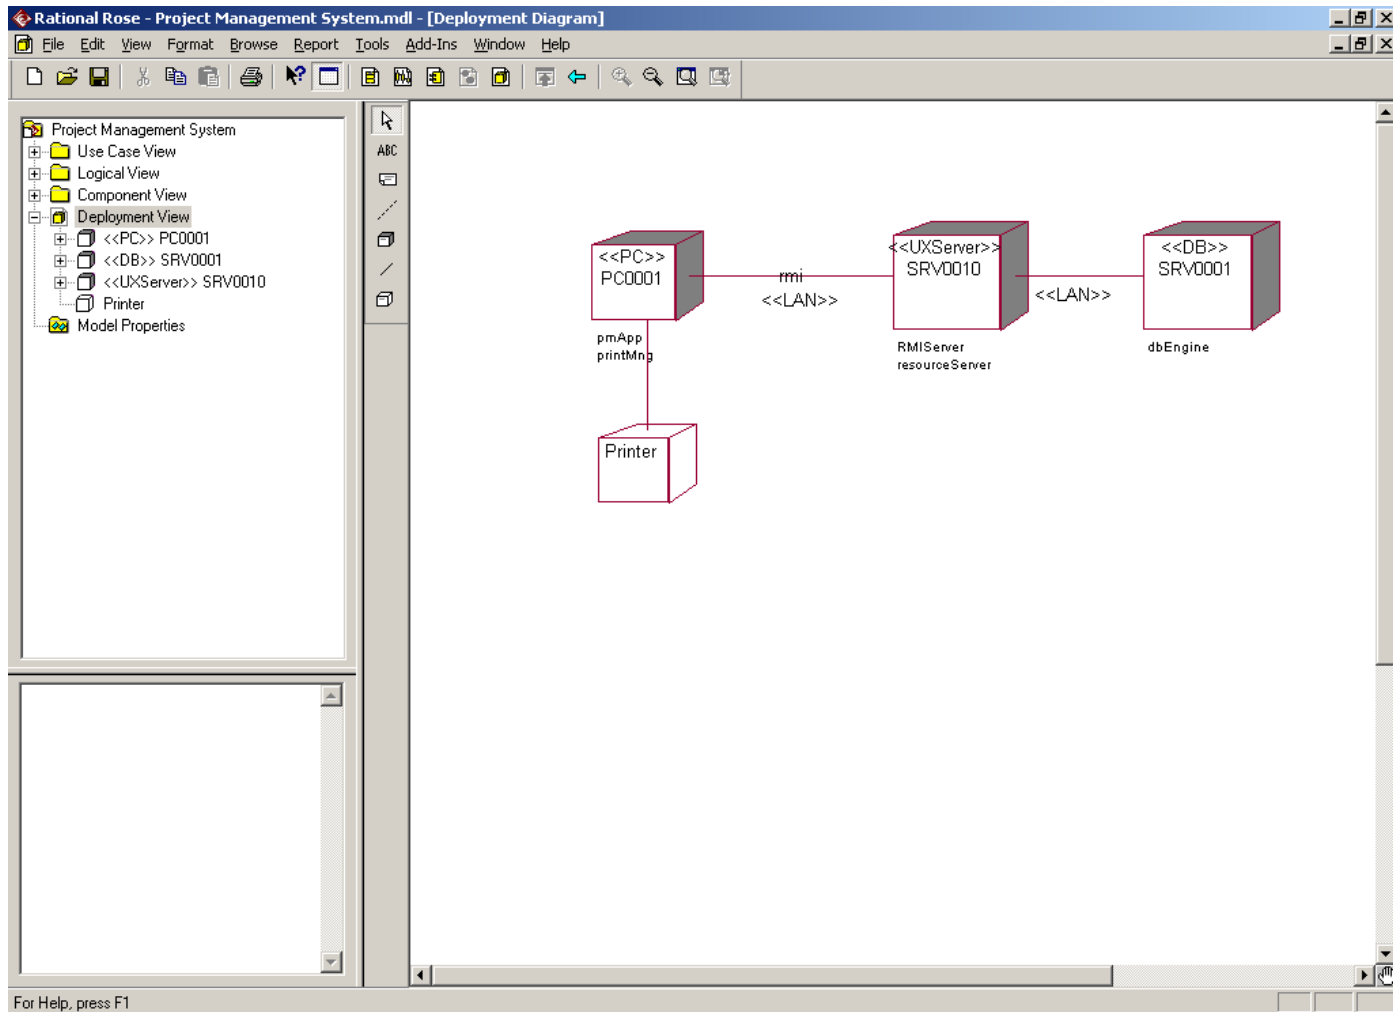 Rational Rose - Project Management System.mdl - [Deployment Diagram]
File Edit View Format Browse Report Tools Add-Ins Window Help
Project Management System
Use Case View
Logical View
Component View
Deployment View
<<PC>> PC0001
<<DB>> SRV0001
<<UXServer>> SRV0010
Printer
Model Properties
ABC
<<PC>>
PC0001
pmApp
printMng
rmi
<<LAN>>
<<UXServer>>
SRV0010
RMIServer
resourceServer
<<LAN>>
<<DB>>
SRV0001
dbEngine
Printer
For Help, press F1